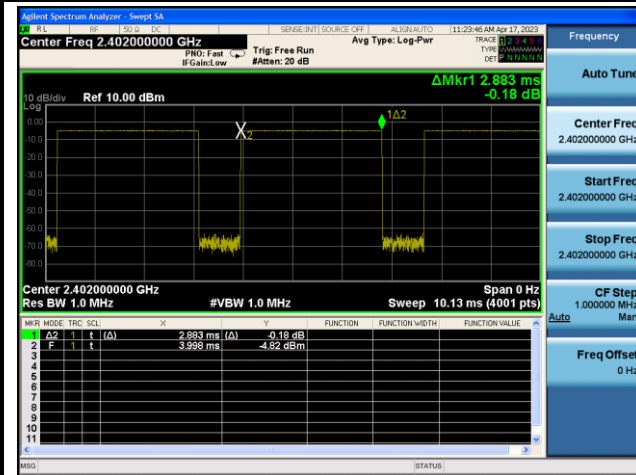 Agilent Spectrum Analyzer - Swept SA
RL RF 50 Ω DC SENSE:INT SOURCE OFF ALIGN AUTO 11:23:46 AM Apr 17, 2023
Center Freq 2.402000000 GHz
PNO: Fast
IFGain:Low
Trig: Free Run
#Atten: 20 dB
Avg Type: Log-Pwr
TRACE 1 2 3 4 5 6
TYPE
DET P N N N N N
ΔMkr1 2.883 ms
-0.18 dB
10 dB/div Ref 10.00 dBm
Log
0.00
-10.0
-20.0
-30.0
-40.0
-50.0
-60.0
-70.0
-80.0
X2
1Δ2
Center 2.402000000 GHz Span 0 Hz
Res BW 1.0 MHz #VBW 1.0 MHz Sweep 10.13 ms (4001 pts)
MKR MODE TRC SCL X Y FUNCTION FUNCTION WIDTH FUNCTION VALUE
1 Δ2 1 t (Δ) 2.883 ms (Δ) -0.18 dB
2 F 1 t 3.998 ms -4.82 dBm
3
4
5
6
7
8
9
10
11
MSG STATUS
Frequency
Auto Tune
Center Freq
2.402000000 GHz
Start Freq
2.402000000 GHz
Stop Freq
2.402000000 GHz
CF Step
1.000000 MHz
Auto Man
Freq Offset
0 Hz